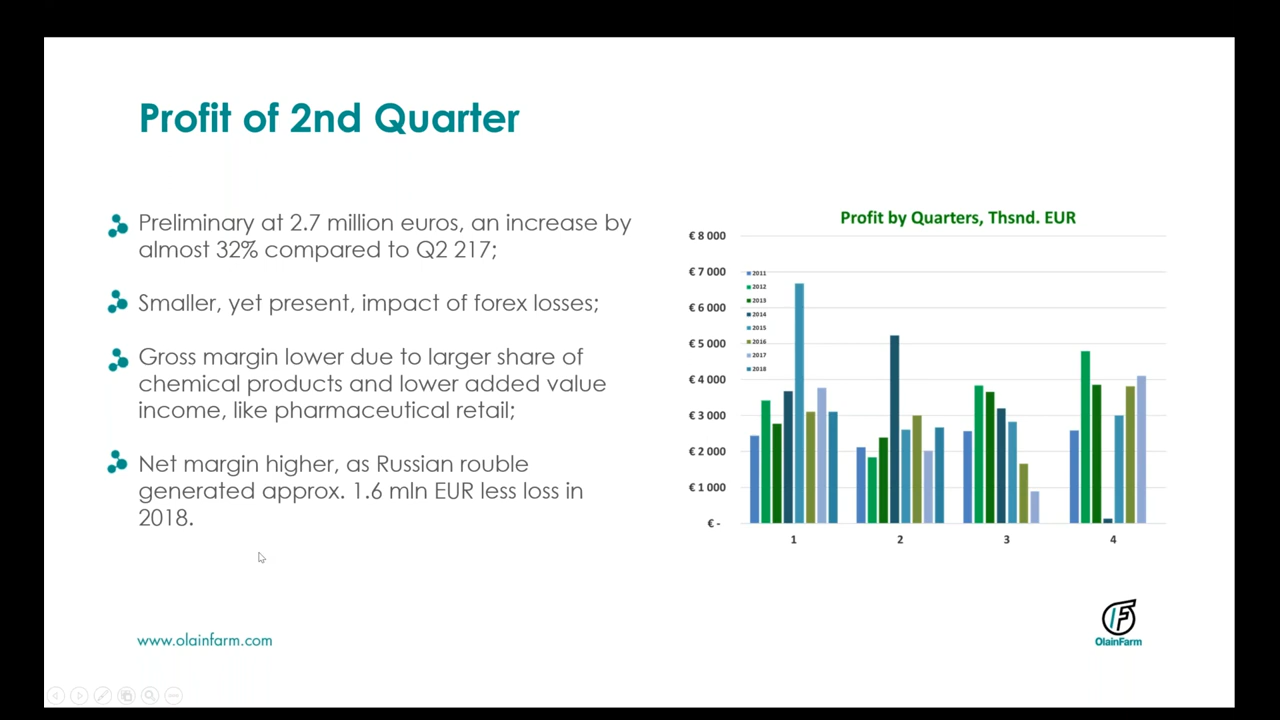 Profit of 2nd Quarter
Preliminary at 2.7 million euros, an increase by
almost 32% compared to Q2 217;
Smaller, yet present, impact of forex losses;
Gross margin lower due to larger share of
chemical products and lower added value
income, like pharmaceutical retail;
Net margin higher, as Russian rouble
generated approx. 1.6 mln EUR less loss in
2018.
Profit by Quarters, Thsnd. EUR
€ 8 000
€ 7 000
€ 6 000
€ 5 000
€ 4 000
€ 3 000
€ 2 000
€ 1 000
€ -
2011
2012
2013
2014
2015
2016
2017
2018
1 2 3 4
www.olainfarm.com
OlainFarm